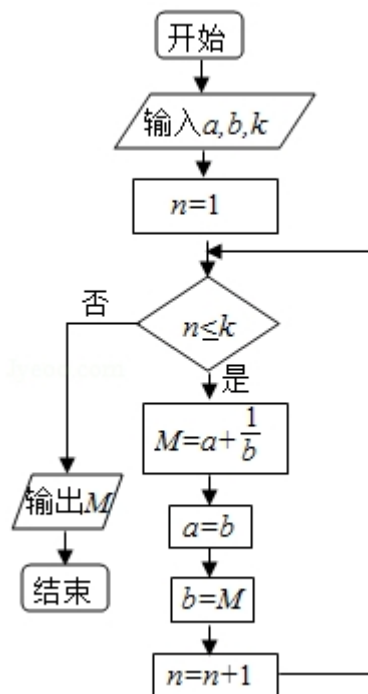 开始
输入a,b,k
n=1
否
n≤k
是
M=a+1/b
输出M
a=b
结束
b=M
n=n+1